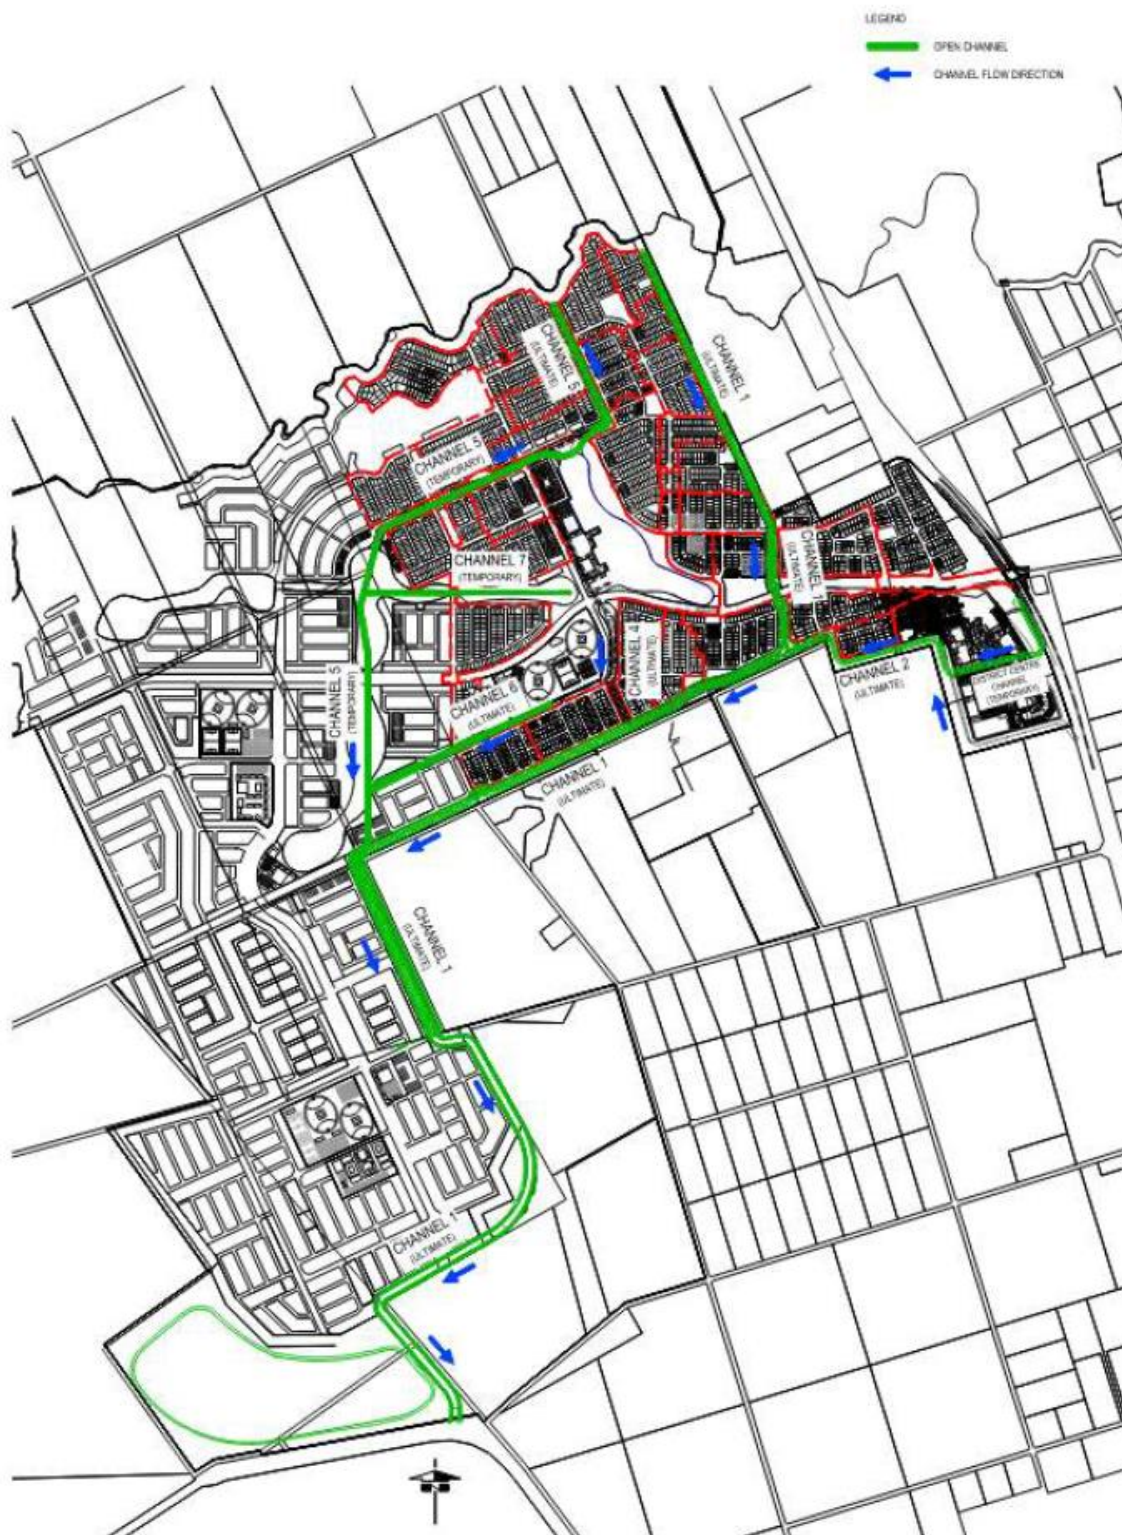 LEGEND
OPEN CHANNEL
CHANNEL FLOW DIRECTION
CHANNEL 5
(ULTIMATE)
CHANNEL 1
(ULTIMATE)
CHANNEL 5
(TEMPORARY)
CHANNEL 7
(TEMPORARY)
CHANNEL 1
(ULTIMATE)
CHANNEL 4
(ULTIMATE)
CHANNEL 2
(ULTIMATE)
DISTRICT CENTRE
CHANNEL
(TEMPORARY)
CHANNEL 5
(TEMPORARY)
CHANNEL 6
(ULTIMATE)
CHANNEL 1
(ULTIMATE)
CHANNEL 1
(ULTIMATE)
CHANNEL 1
(ULTIMATE)